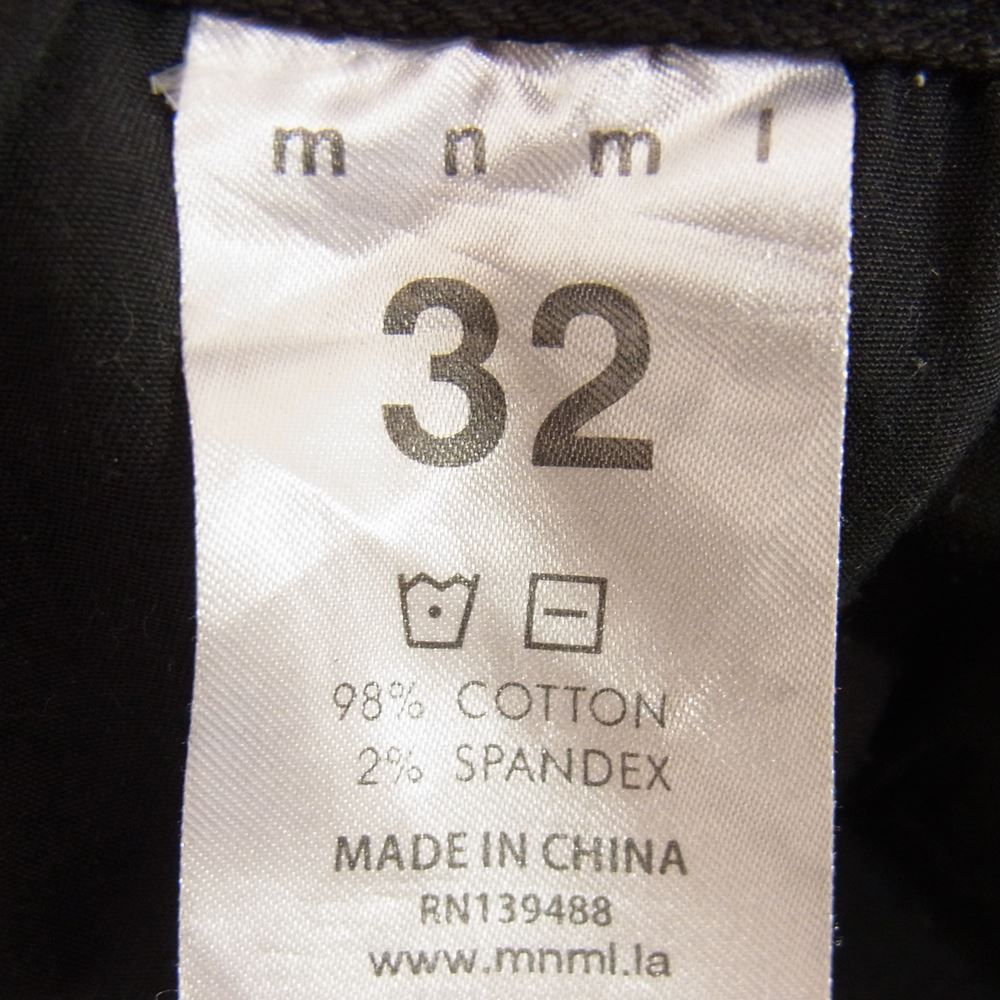 m n m l
32
98% COTTON
2% SPANDEX
MADE IN CHINA
RN139488
www.mnml.la